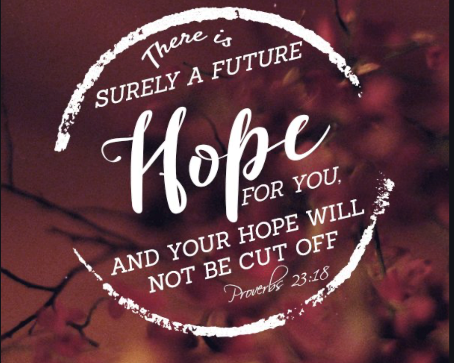 There is
SURELY A FUTURE
Hope
FOR YOU,
AND YOUR HOPE WILL
NOT BE CUT OFF
Proverbs 23:18